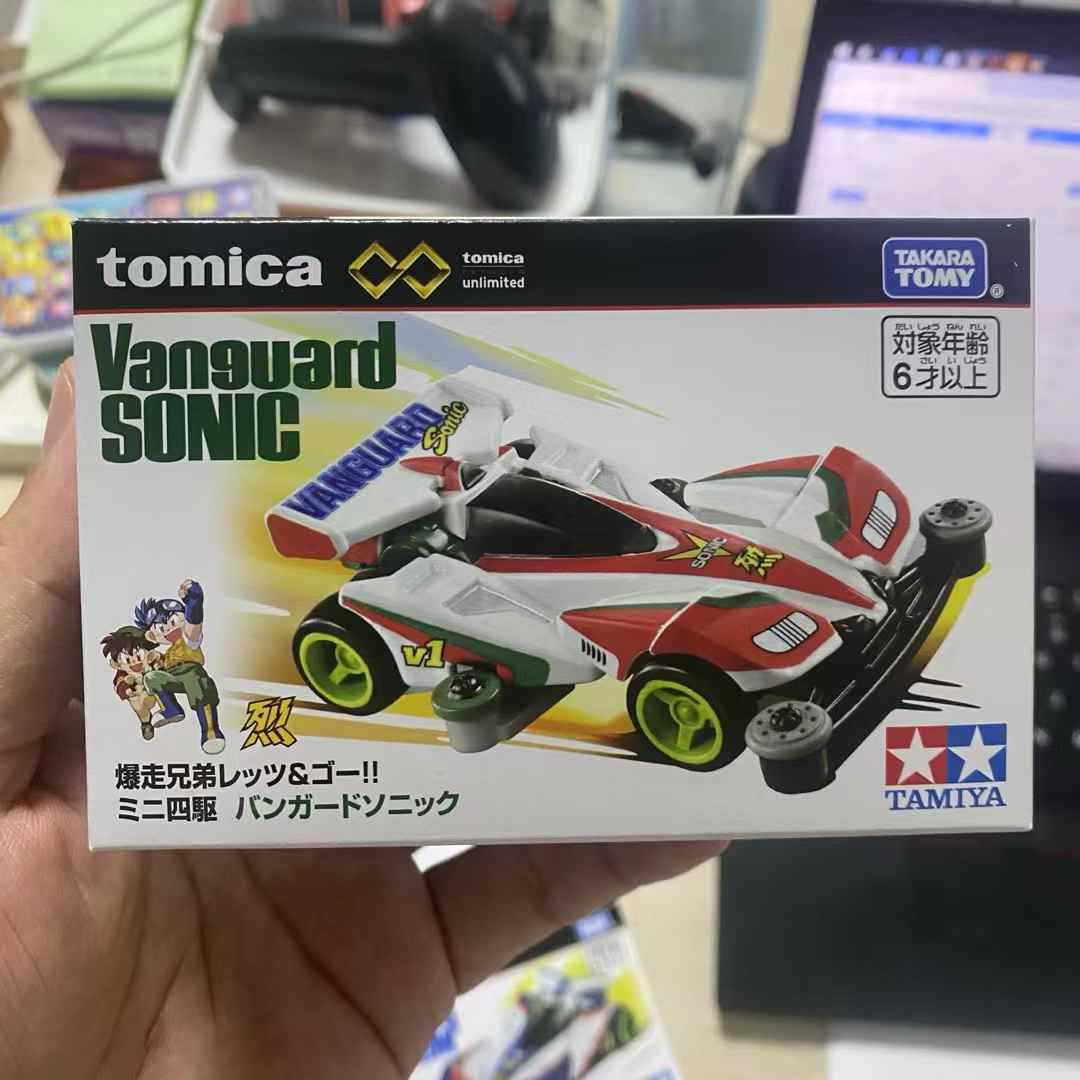 tomica
tomica
unlimited
TAKARA
TOMY
®
Vanguard
SONIC
たい しょう ねん れい
対象年齢
さい い じょう
6才以上
VANGUARD
Sonic
SONIC
烈
v1
烈
爆走兄弟レッツ&ゴー!!
ミニ四駆 バンガードソニック
TAMIYA